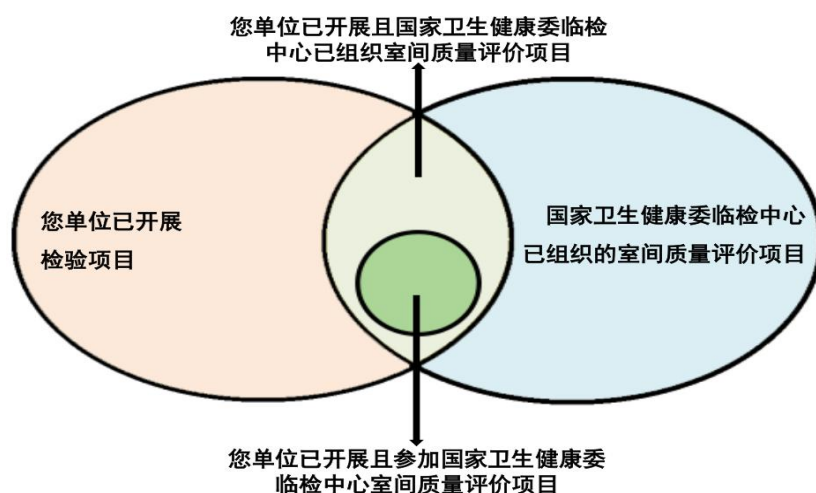 您单位已开展且国家卫生健康委临检
中心已组织室间质量评价项目
您单位已开展
检验项目
国家卫生健康委临检中心
已组织的室间质量评价项目
您单位已开展且参加国家卫生健康委
临检中心室间质量评价项目